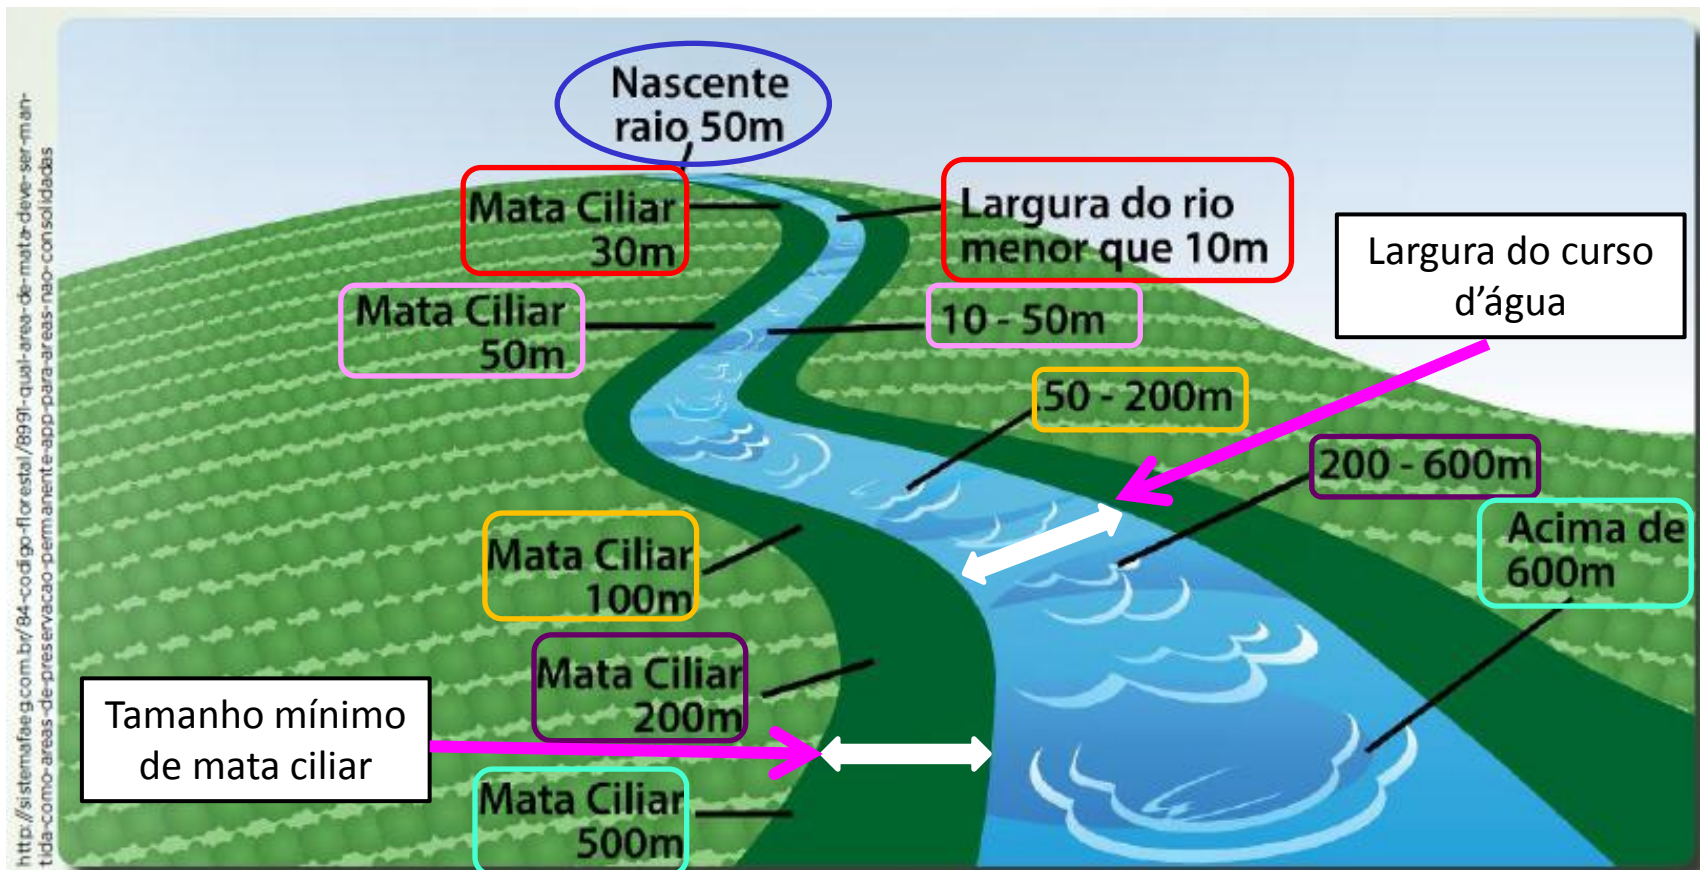 http://sistemafaeg.com.br/84-codigo-florestal/8991-qual-area-de-mata-deve-ser-man-
tida-como-areas-de-preservacao-permanente-app-para-areas-nao-consolidadas
Nascente
raio 50m
Mata Ciliar
30m
Largura do rio
menor que 10m
Largura do curso
d’água
Mata Ciliar
50m
10 - 50m
50 - 200m
200 - 600m
Acima de
600m
Mata Ciliar
100m
Mata Ciliar
200m
Tamanho mínimo
de mata ciliar
Mata Ciliar
500m